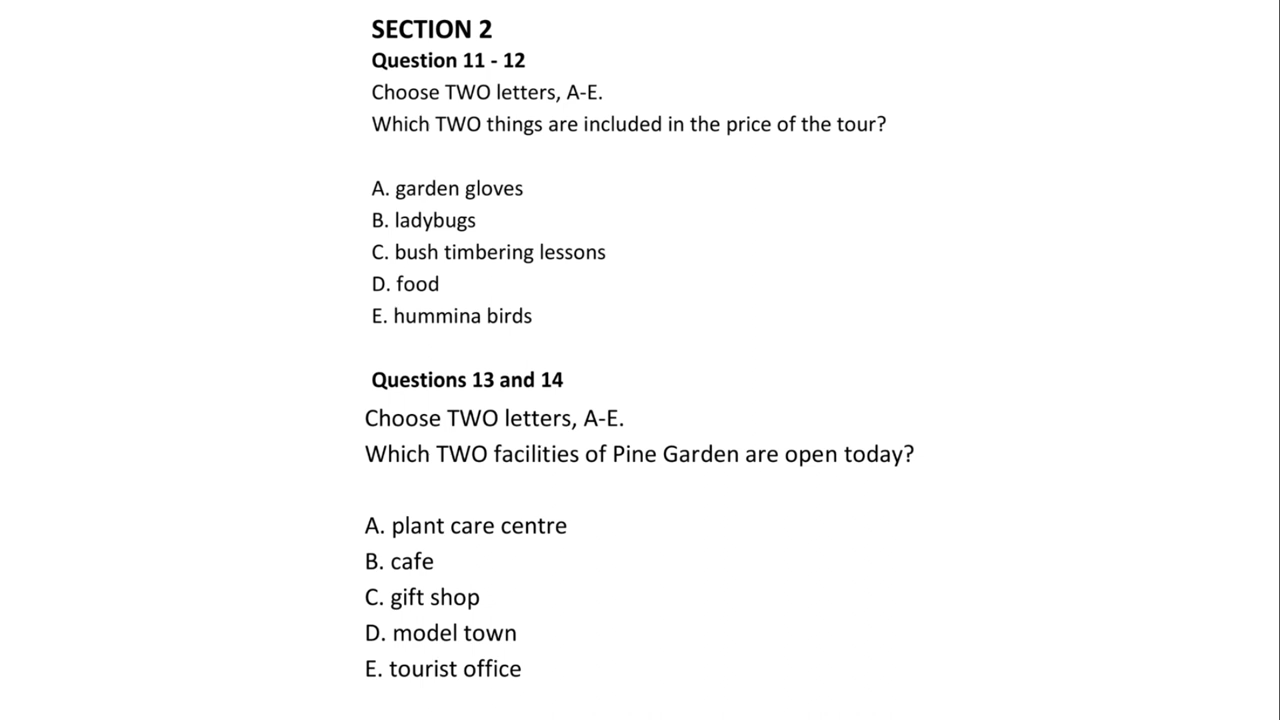 SECTION 2
Question 11 - 12
Choose TWO letters, A-E.
Which TWO things are included in the price of the tour?
A. garden gloves
B. ladybugs
C. bush timbering lessons
D. food
E. hummina birds
Questions 13 and 14
Choose TWO letters, A-E.
Which TWO facilities of Pine Garden are open today?
A. plant care centre
B. cafe
C. gift shop
D. model town
E. tourist office